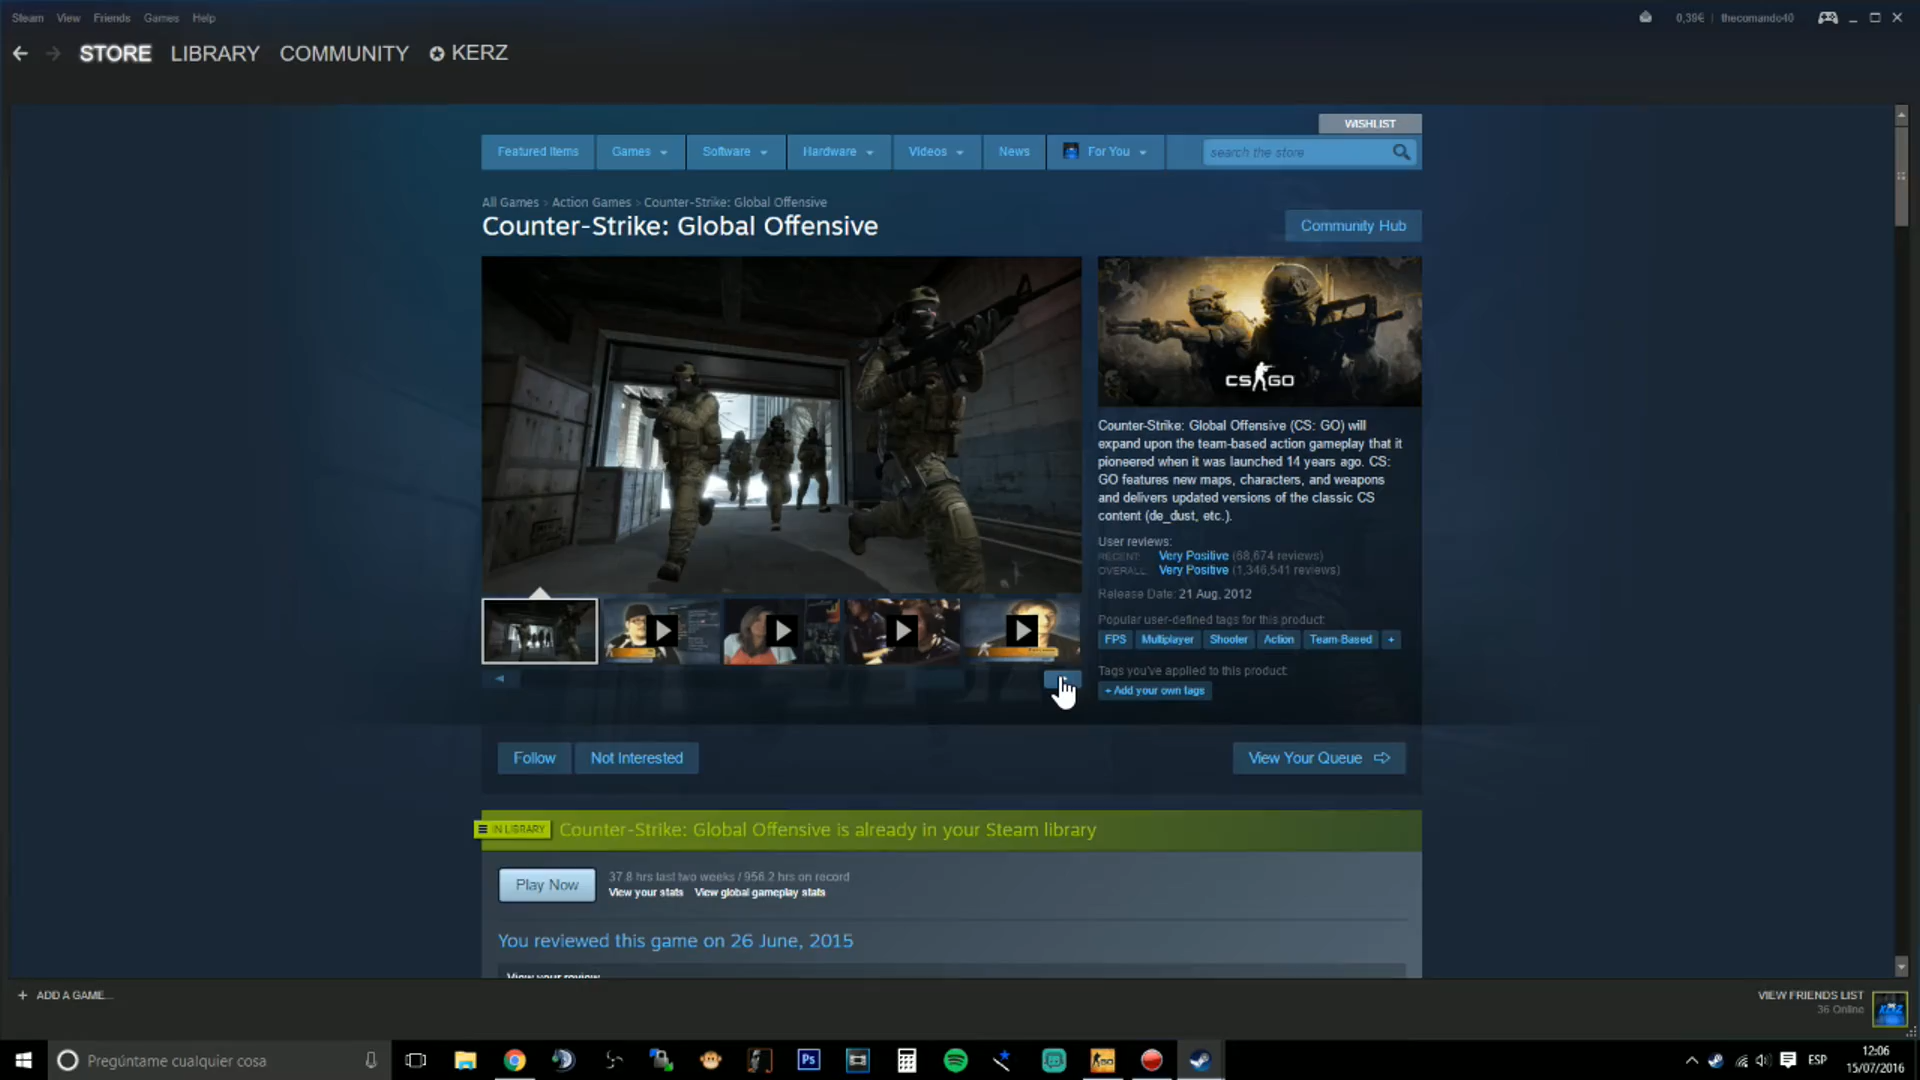 Steam View Friends Games Help
0,39€ | thecomando40
STORE LIBRARY COMMUNITY KERZ
WISHLIST
Featured Items Games Software Hardware Videos News For You search the store
All Games > Action Games > Counter-Strike: Global Offensive
Counter-Strike: Global Offensive
Community Hub
CS GO
Counter-Strike: Global Offensive (CS: GO) will
expand upon the team-based action gameplay that it
pioneered when it was launched 14 years ago. CS:
GO features new maps, characters, and weapons
and delivers updated versions of the classic CS
content (de_dust, etc.).
User reviews:
RECENT: Very Positive (68,674 reviews)
OVERALL: Very Positive (1,346,541 reviews)
Release Date: 21 Aug, 2012
Popular user-defined tags for this product:
FPS Multiplayer Shooter Action Team-Based +
Tags you've applied to this product:
+ Add your own tags
Follow Not Interested View Your Queue
IN LIBRARY Counter-Strike: Global Offensive is already in your Steam library
Play Now
37.8 hrs last two weeks / 956.2 hrs on record
View your stats View global gameplay stats
You reviewed this game on 26 June, 2015
View your review
+ ADD A GAME...
VIEW FRIENDS LIST
36 Online
Pregúntame cualquier cosa
Ps
GO
ESP
12:06
15/07/2016